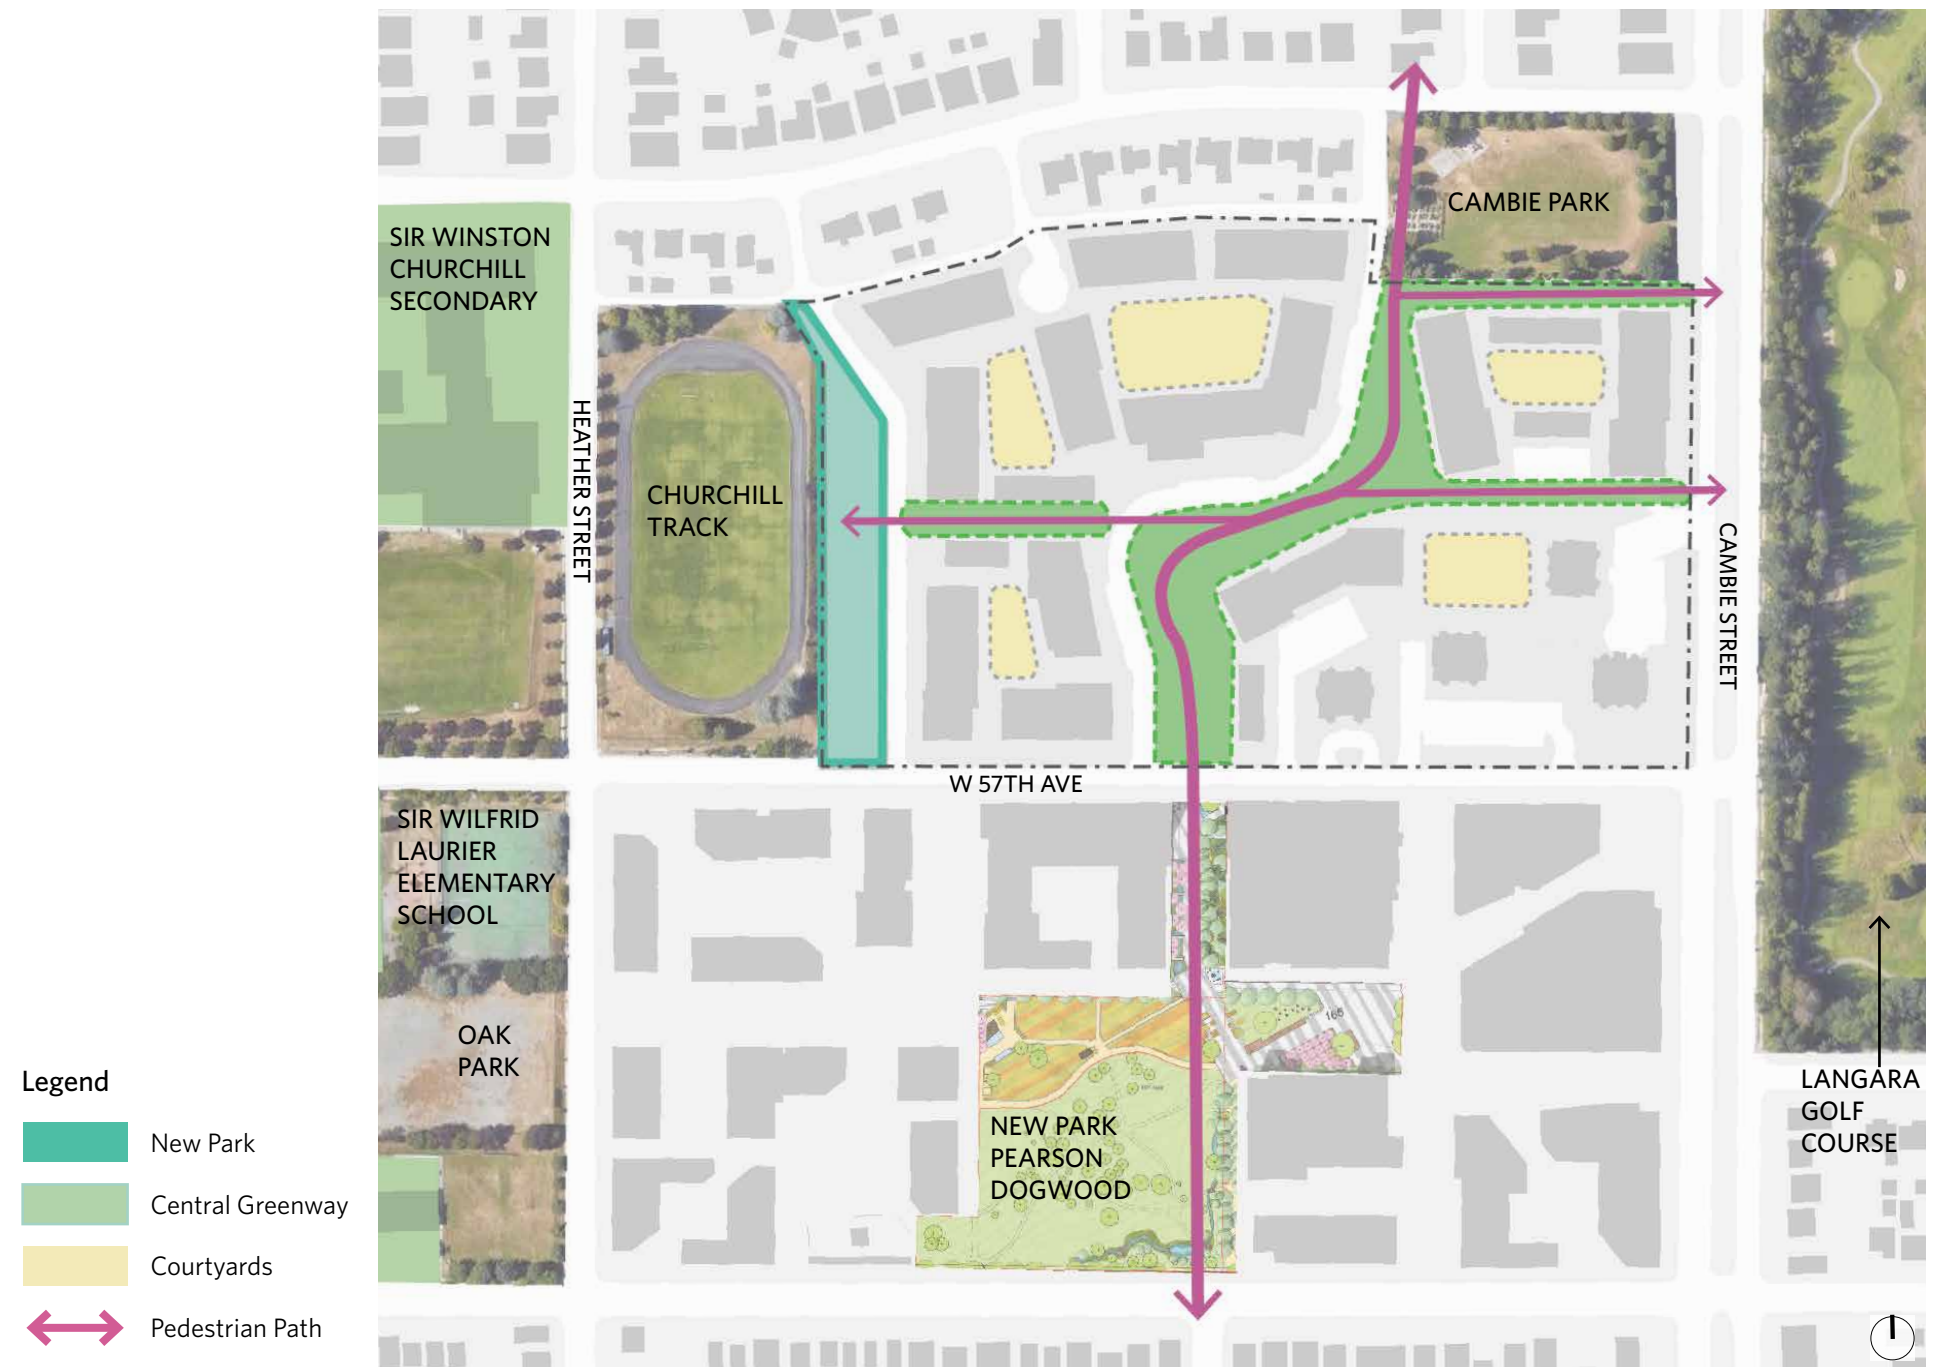 CAMBIE PARK
SIR WINSTON
CHURCHILL
SECONDARY
HEATHER STREET
CHURCHILL
TRACK
CAMBIE STREET
W 57TH AVE
SIR WILFRID
LAURIER
ELEMENTARY
SCHOOL
OAK
PARK
165
NEW PARK
PEARSON
DOGWOOD
LANGARA
GOLF
COURSE
Legend
New Park
Central Greenway
Courtyards
Pedestrian Path